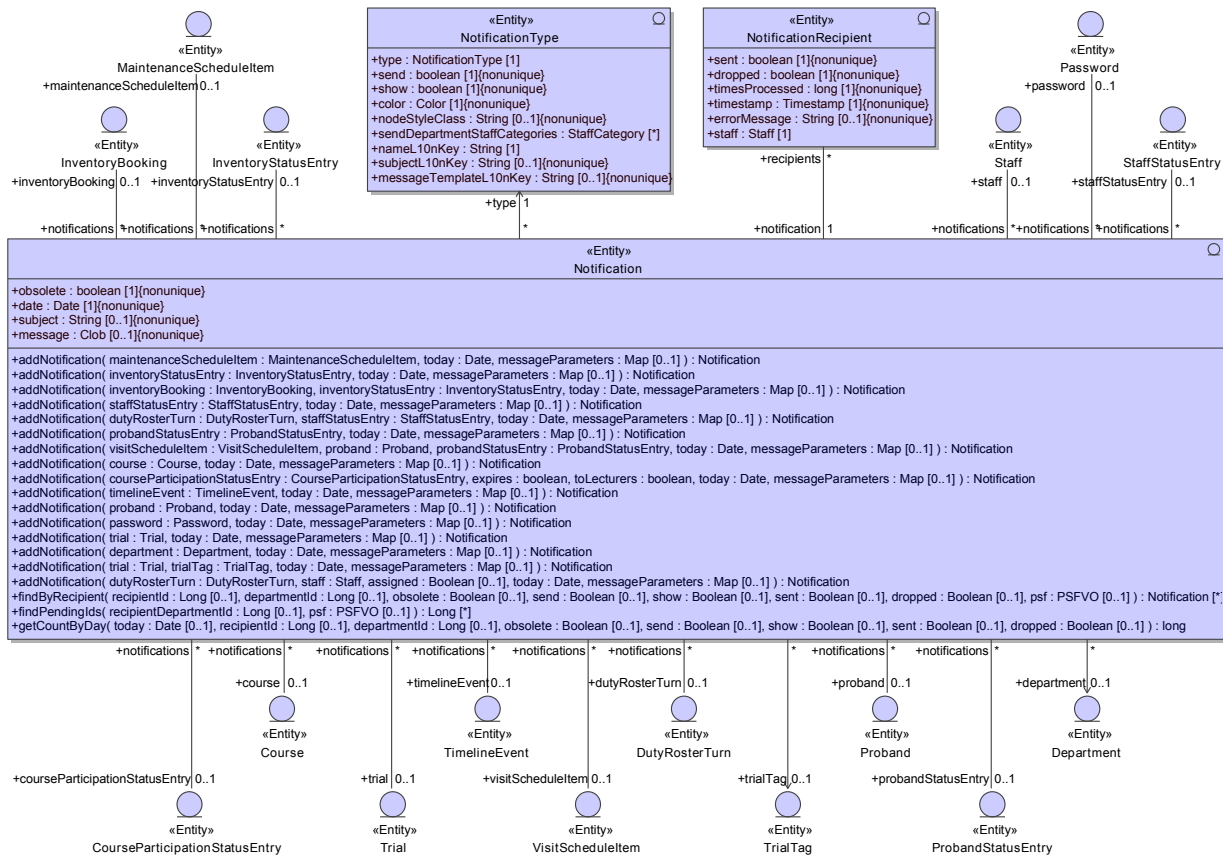 «Entity»
MaintenanceScheduleItem
+maintenanceScheduleItem 0..1
«Entity»
InventoryBooking
+inventoryBooking 0..1
«Entity»
InventoryStatusEntry
+inventoryStatusEntry 0..1
«Entity»
NotificationType
+type : NotificationType [1]
+send : boolean [1]{nonunique}
+show : boolean [1]{nonunique}
+color : Color [1]{nonunique}
+nodeStyleClass : String [0..1]{nonunique}
+sendDepartmentStaffCategories : StaffCategory [*]
+nameL10nKey : String [1]
+subjectL10nKey : String [0..1]{nonunique}
+messageTemplateL10nKey : String [0..1]{nonunique}
+type 1
«Entity»
NotificationRecipient
+sent : boolean [1]{nonunique}
+dropped : boolean [1]{nonunique}
+timesProcessed : long [1]{nonunique}
+timestamp : Timestamp [1]{nonunique}
+errorMessage : String [0..1]{nonunique}
+staff : Staff [1]
+recipients *
«Entity»
Password
+password 0..1
«Entity»
Staff
+staff 0..1
«Entity»
StaffStatusEntry
+staffStatusEntry 0..1
+notifications * +notifications * +notifications * * +notification 1 +notifications * +notifications * +notifications *
«Entity»
Notification
+obsolete : boolean [1]{nonunique}
+date : Date [1]{nonunique}
+subject : String [0..1]{nonunique}
+message : Clob [0..1]{nonunique}
+addNotification( maintenanceScheduleItem : MaintenanceScheduleItem, today : Date, messageParameters : Map [0..1] ) : Notification
+addNotification( inventoryStatusEntry : InventoryStatusEntry, today : Date, messageParameters : Map [0..1] ) : Notification
+addNotification( inventoryBooking : InventoryBooking, inventoryStatusEntry : InventoryStatusEntry, today : Date, messageParameters : Map [0..1] ) : Notification
+addNotification( staffStatusEntry : StaffStatusEntry, today : Date, messageParameters : Map [0..1] ) : Notification
+addNotification( dutyRosterTurn : DutyRosterTurn, staffStatusEntry : StaffStatusEntry, today : Date, messageParameters : Map [0..1] ) : Notification
+addNotification( probandStatusEntry : ProbandStatusEntry, today : Date, messageParameters : Map [0..1] ) : Notification
+addNotification( visitScheduleItem : VisitScheduleItem, proband : Proband, probandStatusEntry : ProbandStatusEntry, today : Date, messageParameters : Map [0..1] ) : Notification
+addNotification( course : Course, today : Date, messageParameters : Map [0..1] ) : Notification
+addNotification( courseParticipationStatusEntry : CourseParticipationStatusEntry, expires : boolean, toLecturers : boolean, today : Date, messageParameters : Map [0..1] ) : Notification
+addNotification( timelineEvent : TimelineEvent, today : Date, messageParameters : Map [0..1] ) : Notification
+addNotification( proband : Proband, today : Date, messageParameters : Map [0..1] ) : Notification
+addNotification( password : Password, today : Date, messageParameters : Map [0..1] ) : Notification
+addNotification( trial : Trial, today : Date, messageParameters : Map [0..1] ) : Notification
+addNotification( department : Department, today : Date, messageParameters : Map [0..1] ) : Notification
+addNotification( trial : Trial, trialTag : TrialTag, today : Date, messageParameters : Map [0..1] ) : Notification
+addNotification( dutyRosterTurn : DutyRosterTurn, staff : Staff, assigned : Boolean [0..1], today : Date, messageParameters : Map [0..1] ) : Notification
+findByRecipient( recipientId : Long [0..1], departmentId : Long [0..1], obsolete : Boolean [0..1], send : Boolean [0..1], show : Boolean [0..1], sent : Boolean [0..1], dropped : Boolean [0..1], psf : PSFVO [0..1] ) : Notification [*]
+findPendingIds( recipientDepartmentId : Long [0..1], psf : PSFVO [0..1] ) : Long [*]
+getCountByDay( today : Date [0..1], recipientId : Long [0..1], departmentId : Long [0..1], obsolete : Boolean [0..1], send : Boolean [0..1], show : Boolean [0..1], sent : Boolean [0..1], dropped : Boolean [0..1] ) : long
+notifications * +notifications * +notifications * +notifications * +notifications * +notifications * * +notifications * +notifications * *
+course 0..1
«Entity»
Course
+timelineEvent 0..1
«Entity»
TimelineEvent
+dutyRosterTurn 0..1
«Entity»
DutyRosterTurn
+proband 0..1
«Entity»
Proband
+department 0..1
«Entity»
Department
+courseParticipationStatusEntry 0..1
«Entity»
CourseParticipationStatusEntry
+trial 0..1
«Entity»
Trial
+visitScheduleItem 0..1
«Entity»
VisitScheduleItem
+trialTag 0..1
«Entity»
TrialTag
+probandStatusEntry 0..1
«Entity»
ProbandStatusEntry